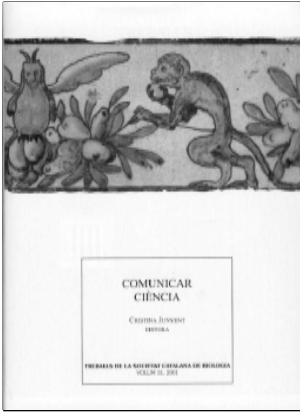 COMUNICAR
CIÈNCIA
CRISTINA JUNYENT
EDITORA
TREBALLS DE LA SOCIETAT CATALANA DE BIOLOGIA
VOLUM 51, 2001